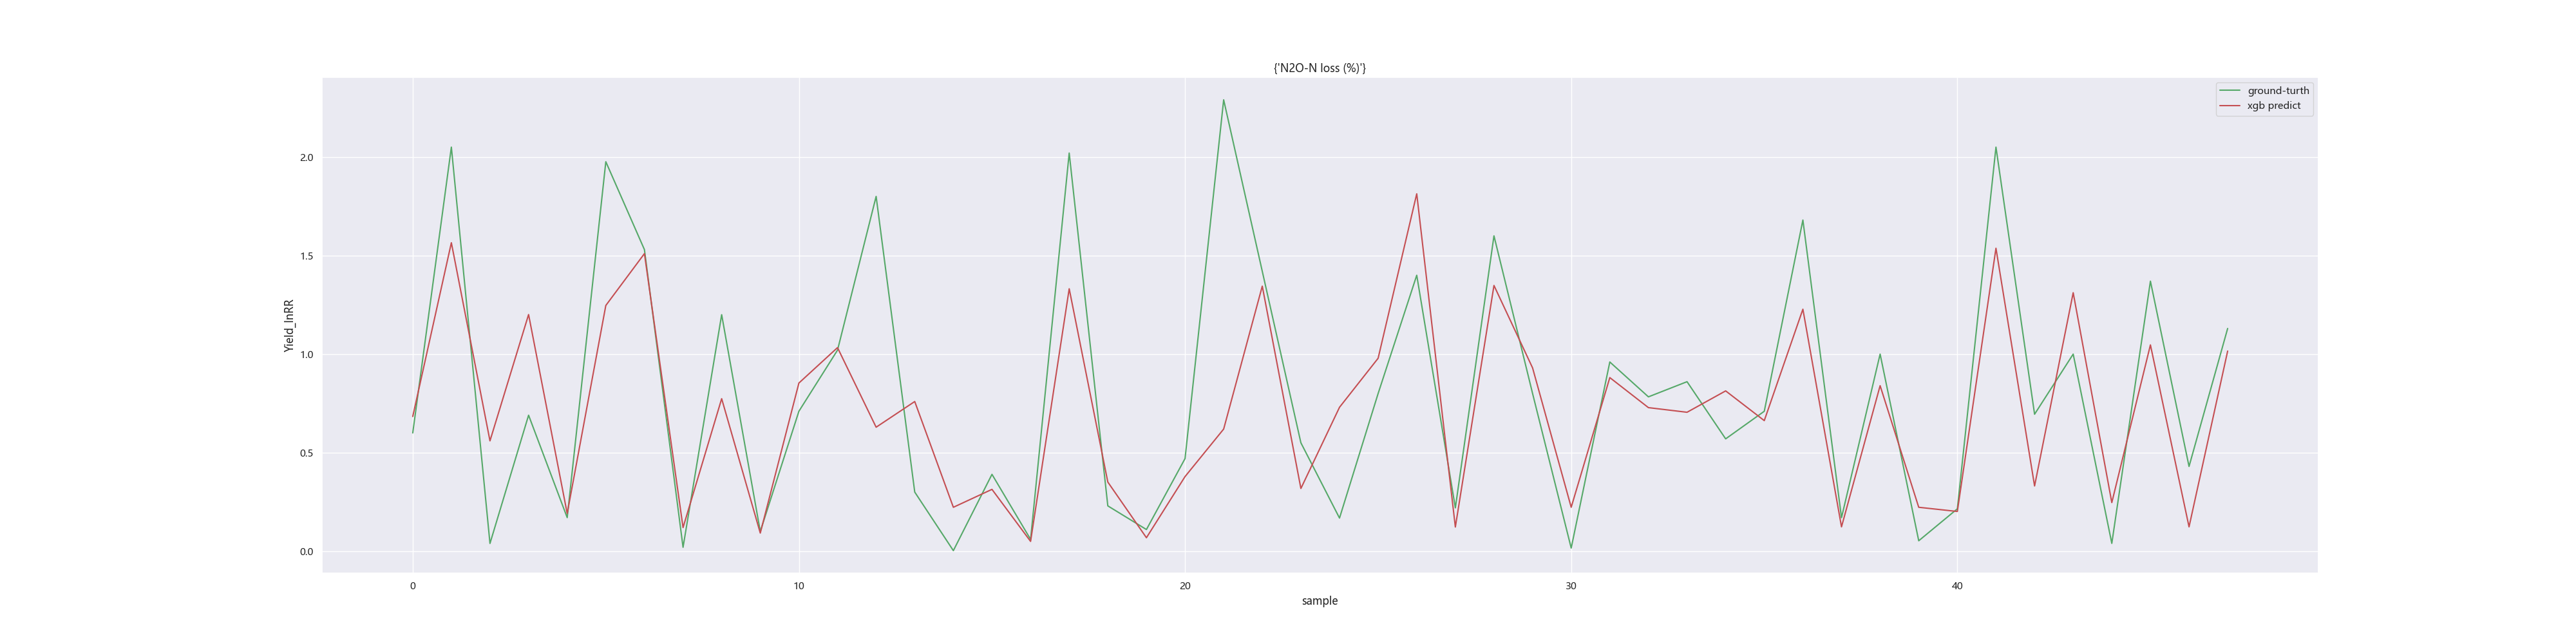 {'N2O-N loss (%)'}
ground-turth
xgb predict
Yield_lnRR
2.0
1.5
1.0
0.5
0.0
0 10 20 30 40
sample